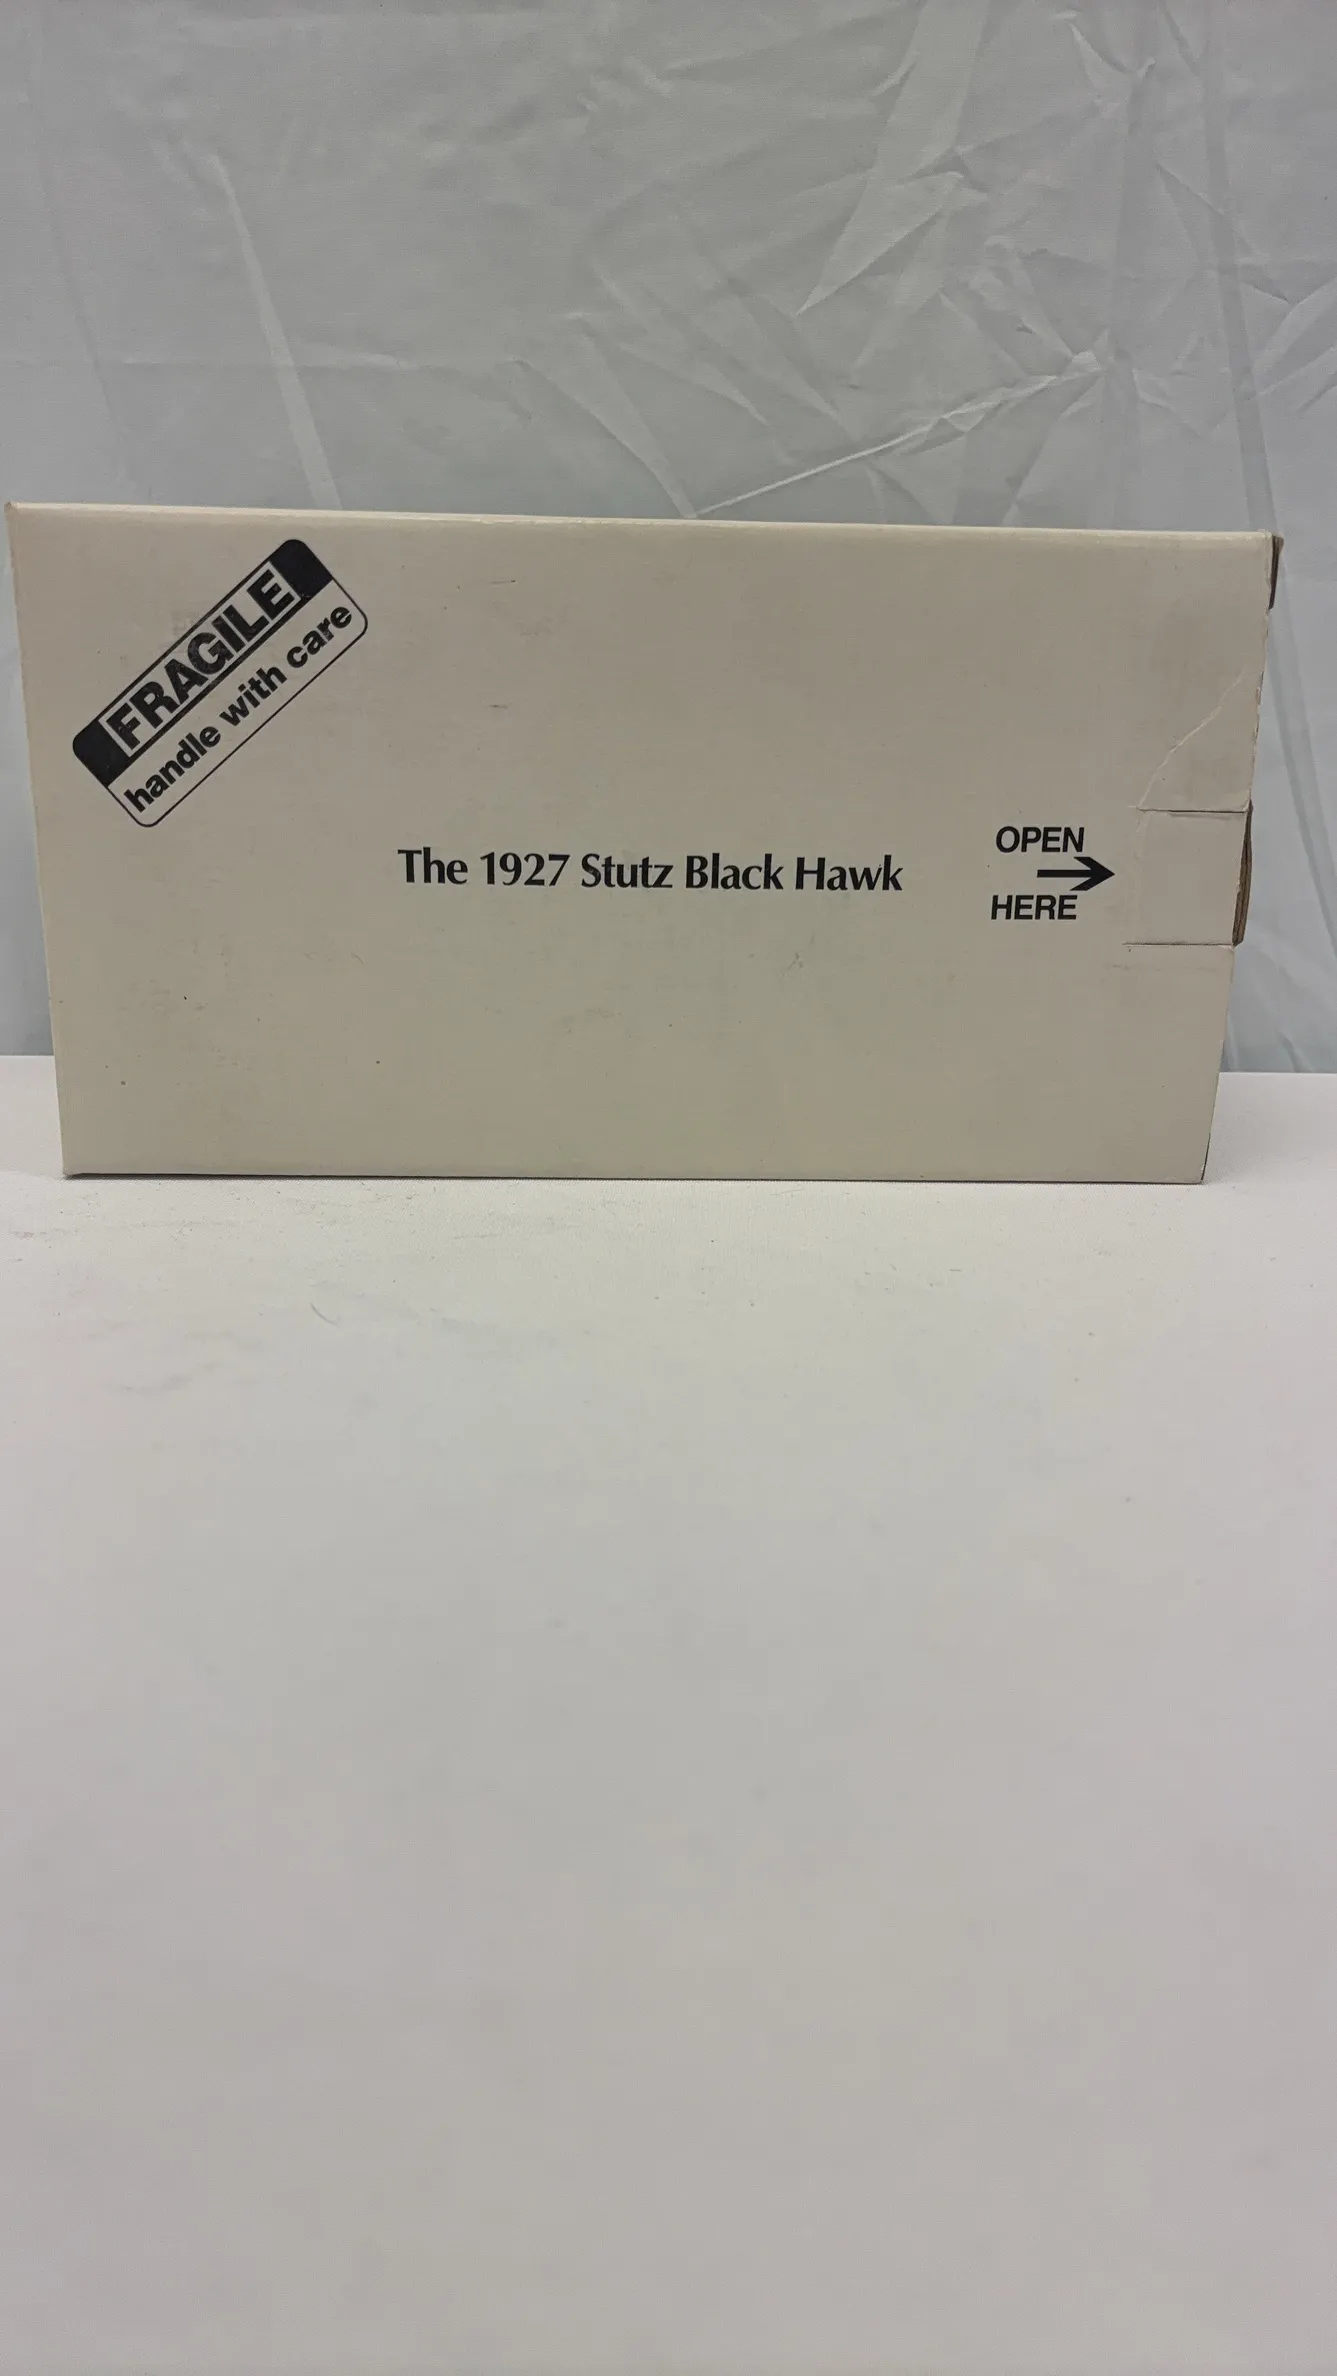 FRAGILE
handle with care
The 1927 Stutz Black Hawk
OPEN
HERE